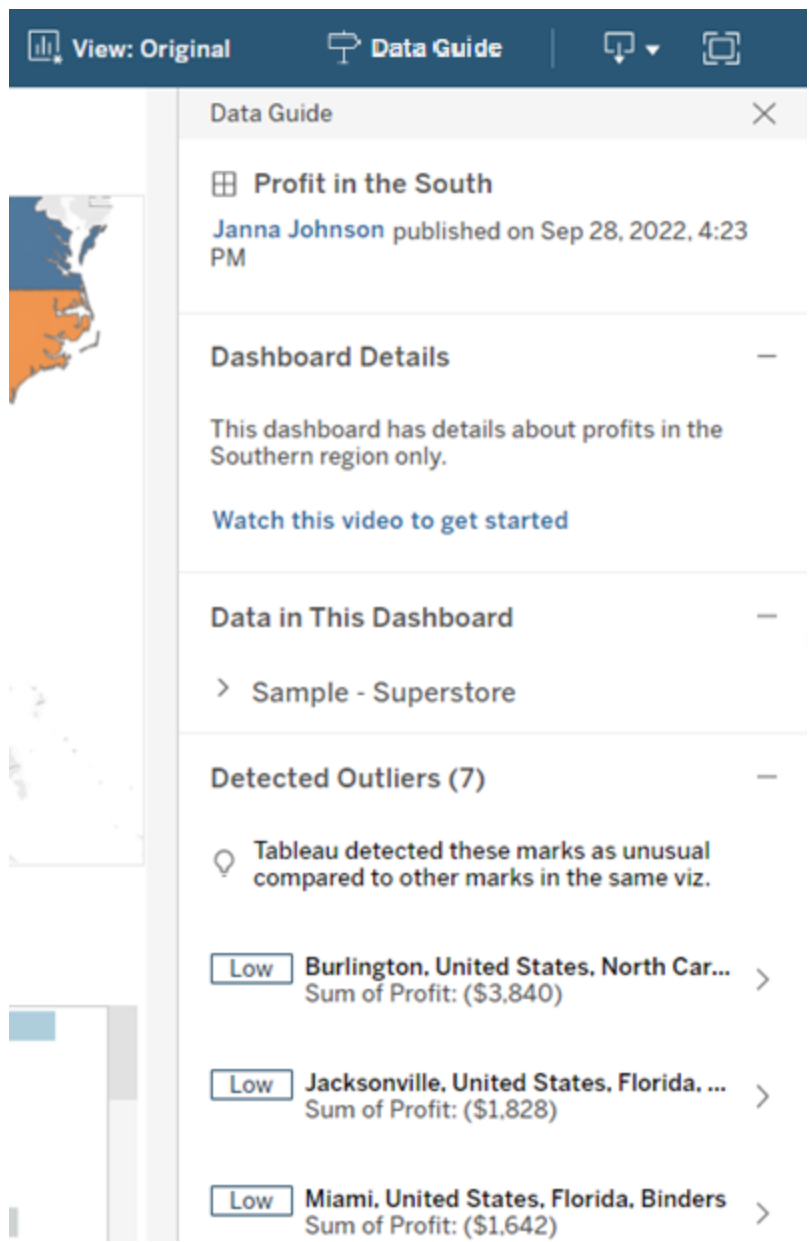 View: Original
Data Guide
Data Guide
Profit in the South
Janna Johnson published on Sep 28, 2022, 4:23
PM
Dashboard Details
This dashboard has details about profits in the
Southern region only.
Watch this video to get started
Data in This Dashboard
Sample - Superstore
Detected Outliers (7)
Tableau detected these marks as unusual
compared to other marks in the same viz.
Low Burlington, United States, North Car...
Sum of Profit: ($3,840)
Low Jacksonville, United States, Florida, ...
Sum of Profit: ($1,828)
Low Miami, United States, Florida, Binders
Sum of Profit: ($1,642)